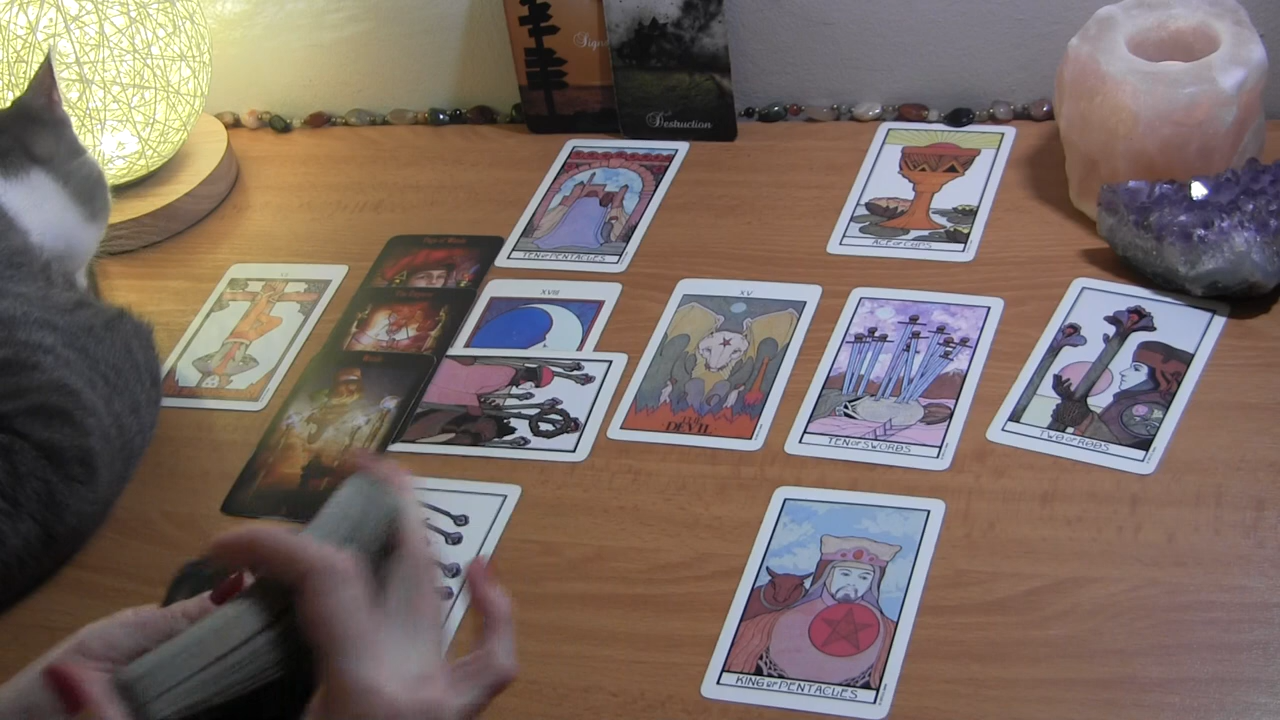 Destruction
TEN OF PENTACLES
ACE OF CUPS
XVIII
XV
THE DEVIL
TEN OF SWORDS
TWO OF RODS
KING OF PENTACLES